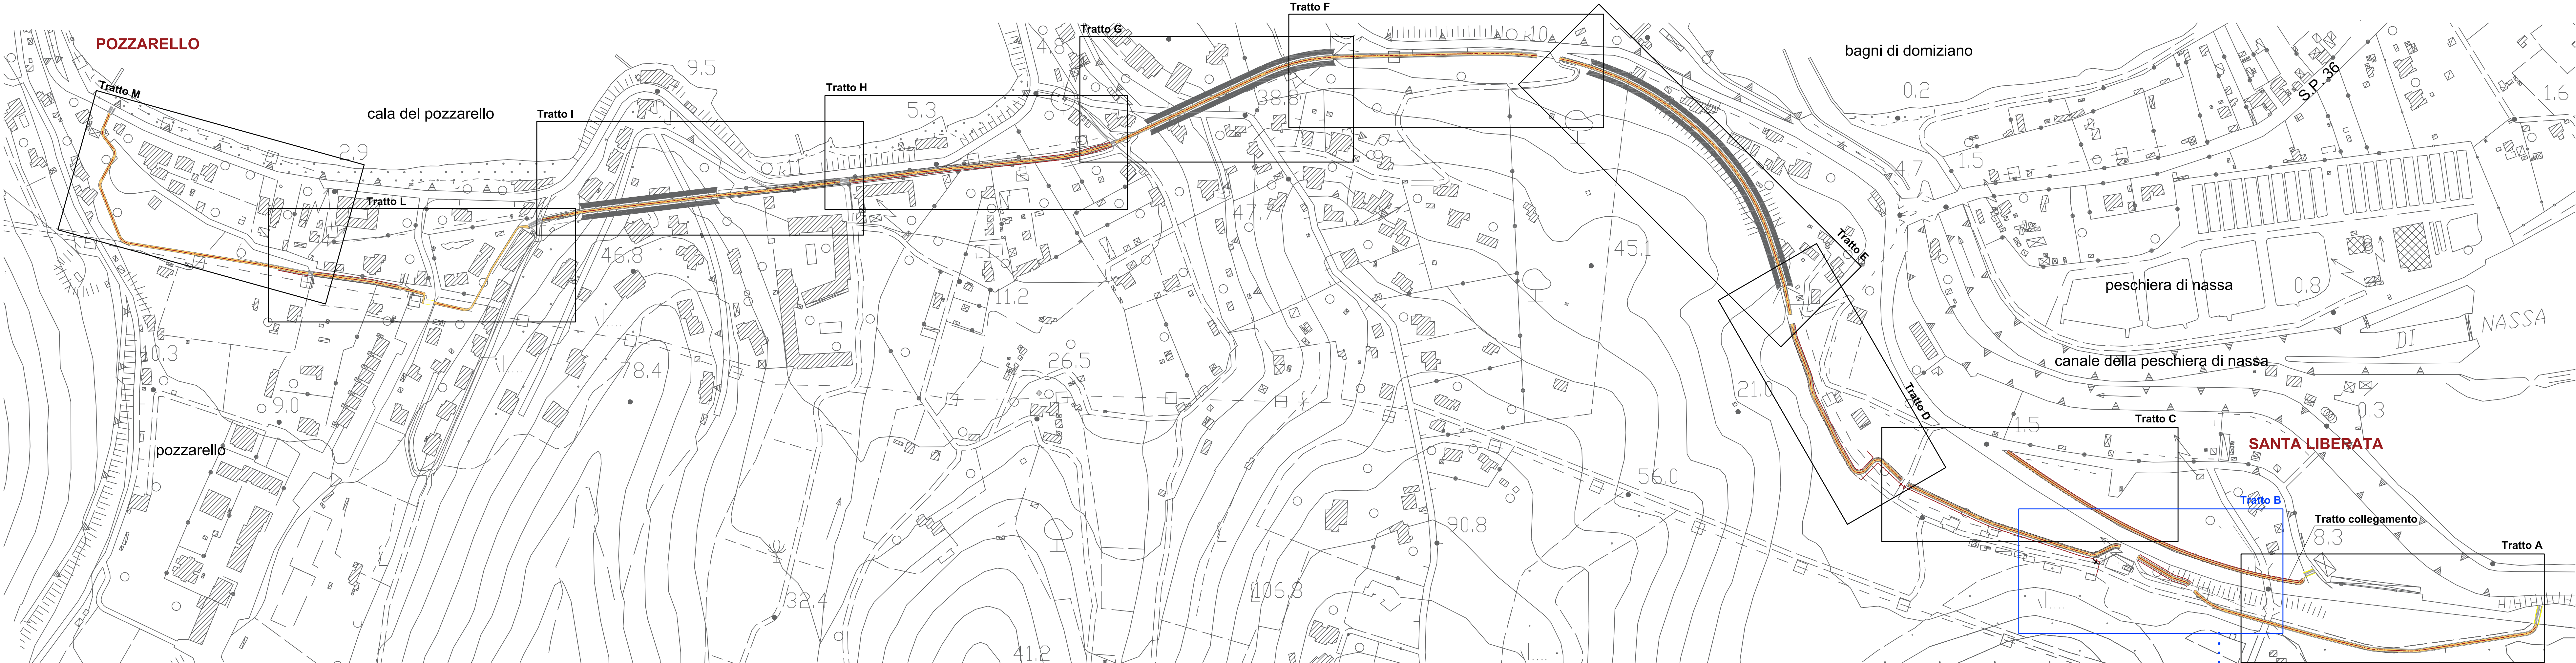 Tratto F
Tratto G
k10
POZZARELLO
4.8
bagni di domiziano
9.5
S.P. 36
Tratto M
Tratto H
0.2
1.6
38.8
cala del pozzarello
Tratto I
5.3
1.5
2.9
k11
4.7
Tratto L
47.7
46.8
45.1
Tratto E
11.2
peschiera di nassa
0.8
NASSA
DI
10.3
26.5
canale della peschiera di nassa
78.4
21.0
Tratto D
9.0
0.3
Tratto C
1.5
pozzarello
SANTA LIBERATA
56.0
Tratto B
90.8
Tratto collegamento
8.3
Tratto A
106.8
32.4
41.2